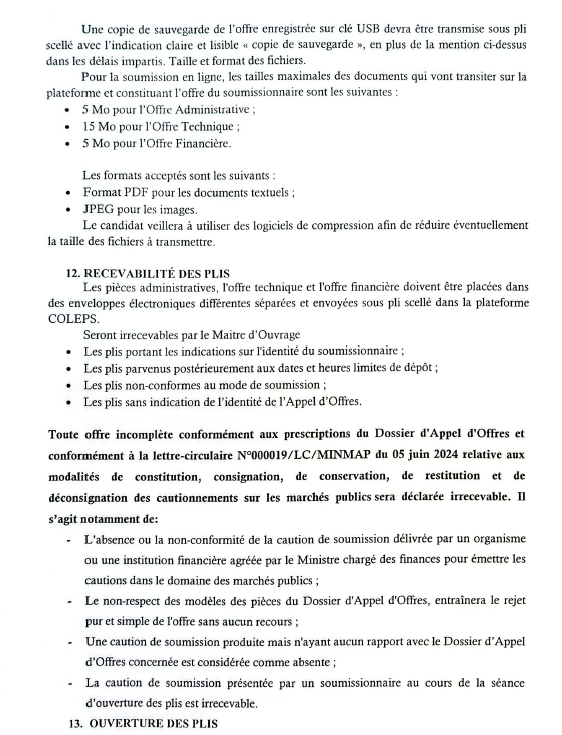 Une copie de sauvegarde de l'offre enregistrée sur clé USB devra être transmise sous pli
scellé avec l'indication claire et lisible « copie de sauvegarde », en plus de la mention ci-dessus
dans les délais impartis. Taille et format des fichiers.
Pour la soumission en ligne, les tailles maximales des documents qui vont transiter sur la
plateforme et constituant l'offre du soumissionnaire sont les suivantes :
• 5 Mo pour l'Offre Administrative ;
• 15 Mo pour l'Offre Technique ;
• 5 Mo pour l'Offre Financière.
Les formats acceptés sont les suivants :
• Format PDF pour les documents textuels ;
• JPEG pour les images.
Le candidat veillera à utiliser des logiciels de compression afin de réduire éventuellement
la taille des fichiers à transmettre.
12. RECEVABILITÉ DES PLIS
Les pièces administratives, l'offre technique et l'offre financière doivent être placées dans
des enveloppes électroniques différentes séparées et envoyées sous pli scellé dans la plateforme
COLEPS.
Seront irrecevables par le Maitre d'Ouvrage
• Les plis portant les indications sur l'identité du soumissionnaire ;
• Les plis parvenus postérieurement aux dates et heures limites de dépôt ;
• Les plis non-conformes au mode de soumission ;
• Les plis sans indication de l'identité de l'Appel d'Offres.
Toute offre incomplète conformément aux prescriptions du Dossier d'Appel d'Offres et
conformément à la lettre-circulaire N°000019/LC/MINMAP du 05 juin 2024 relative aux
modalités de constitution, consignation, de conservation, de restitution et de
déconsignation des cautionnements sur les marchés publics sera déclarée irrecevable. Il
s'agit notamment de:
- L'absence ou la non-conformité de la caution de soumission délivrée par un organisme
ou une institution financière agréée par le Ministre chargé des finances pour émettre les
cautions dans le domaine des marchés publics ;
- Le non-respect des modèles des pièces du Dossier d'Appel d'Offres, entraînera le rejet
pur et simple de l'offre sans aucun recours ;
- Une caution de soumission produite mais n'ayant aucun rapport avec le Dossier d'Appel
d'Offres concernée est considérée comme absente ;
- La caution de soumission présentée par un soumissionnaire au cours de la séance
d'ouverture des plis est irrecevable.
13. OUVERTURE DES PLIS